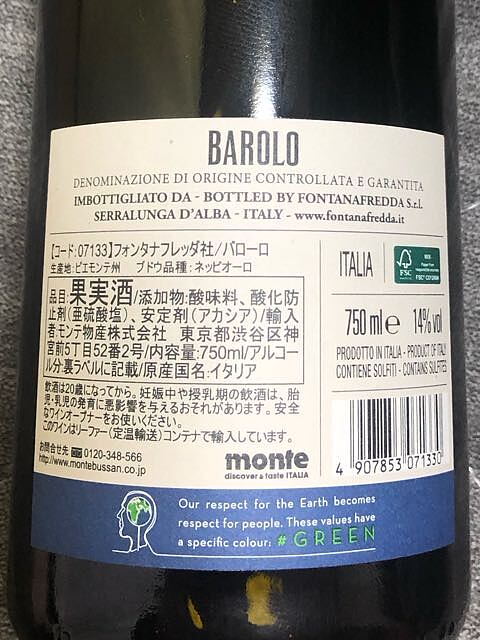 BAROLO
DENOMINAZIONE DI ORIGINE CONTROLLATA E GARANTITA
IMBOTTIGLIATO DA - BOTTLED BY FONTANAFREDDA S.r.l.
SERRALUNGA D'ALBA - ITALY - www.fontanafredda.it
【コード:07133】フォンタナフレッダ社/バローロ
生産地:ピエモンテ州 ブドウ品種:ネッビオーロ
品目:果実酒/添加物:酸味料、酸化防
止剤(亜硫酸塩)、安定剤(アカシア)/輸入
者:モンテ物産株式会社 東京都渋谷区神
宮前5丁目52番2号/内容量:750ml/アルコー
ル分:裏ラベルに記載/原産国名:イタリア
飲酒は20歳になってから。妊娠中や授乳期の飲酒は、胎
児・乳児の発育に悪影響を与えるおそれがあります。安全
なワインオープナーをお使いください。
このワインはリーファー(定温輸送)コンテナで輸入しています。
お問合せ先 0120-348-566
http://www.montebussan.co.jp
monte
discover & taste ITALIA
ITALIA
FSC
MIX
FSC® C013036
750 ml e 14% vol
PRODOTTO IN ITALIA - PRODUCT OF ITALY
CONTIENE SOLFITI - CONTAINS SULFITES
4 907853 071330
Our respect for the Earth becomes
respect for people. These values have
a specific colour: #GREEN